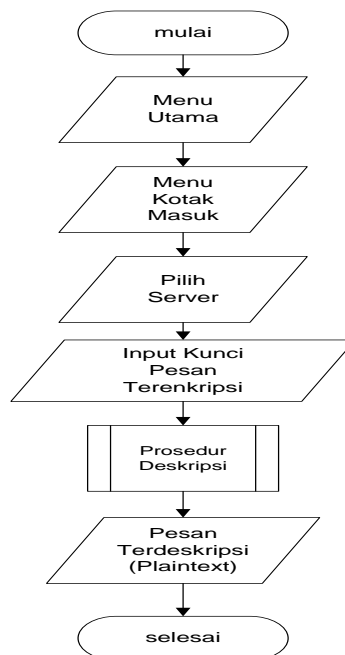 mulai
Menu
Utama
Menu
Kotak
Masuk
Pilih
Server
Input Kunci
Pesan
Terenkripsi
Prosedur
Deskripsi
Pesan
Terdeskripsi
(Plaintext)
selesai